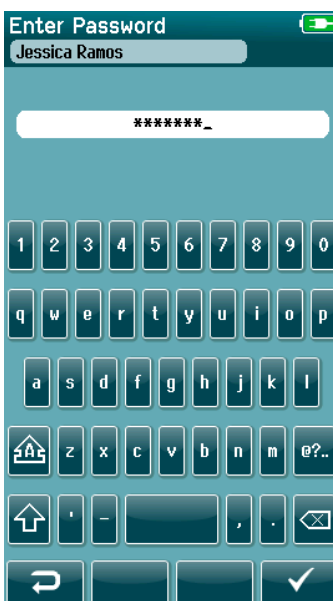 Enter Password
Jessica Ramos
*******_
1 2 3 4 5 6 7 8 9 0
q w e r t y u i o p
a s d f g h j k l
A z x c v b n m @?..
' - , .